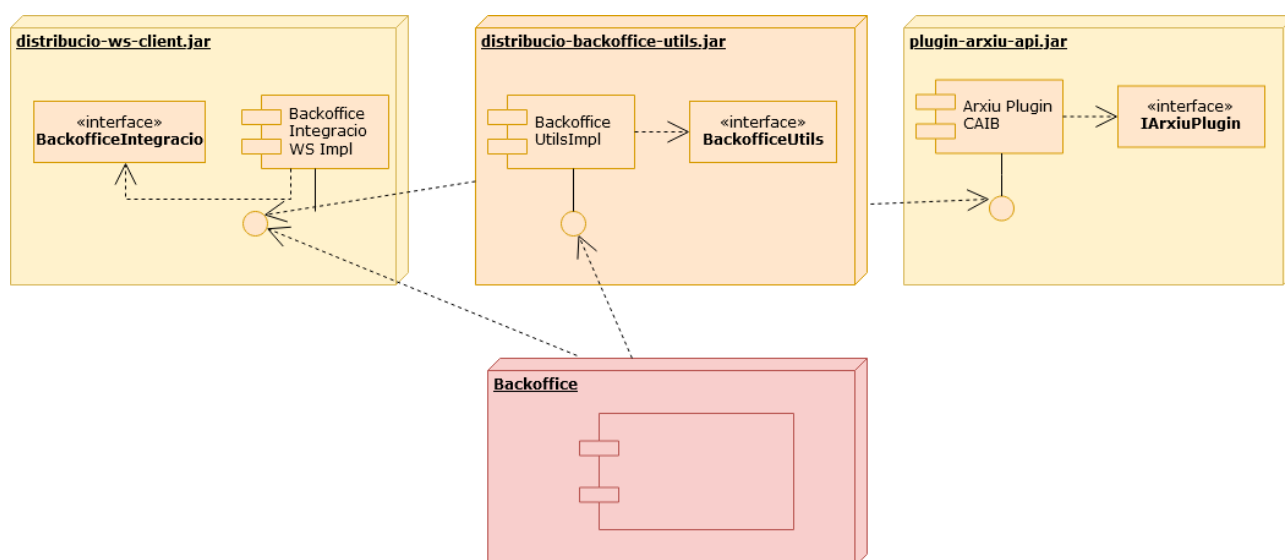 distribucio-ws-client.jar
«interface»
BackofficeIntegracio
Backoffice
Integracio
WS Impl
distribucio-backoffice-utils.jar
Backoffice
UtilsImpl
«interface»
BackofficeUtils
plugin-arxiu-api.jar
Arxiu Plugin
CAIB
«interface»
IArxiuPlugin
Backoffice